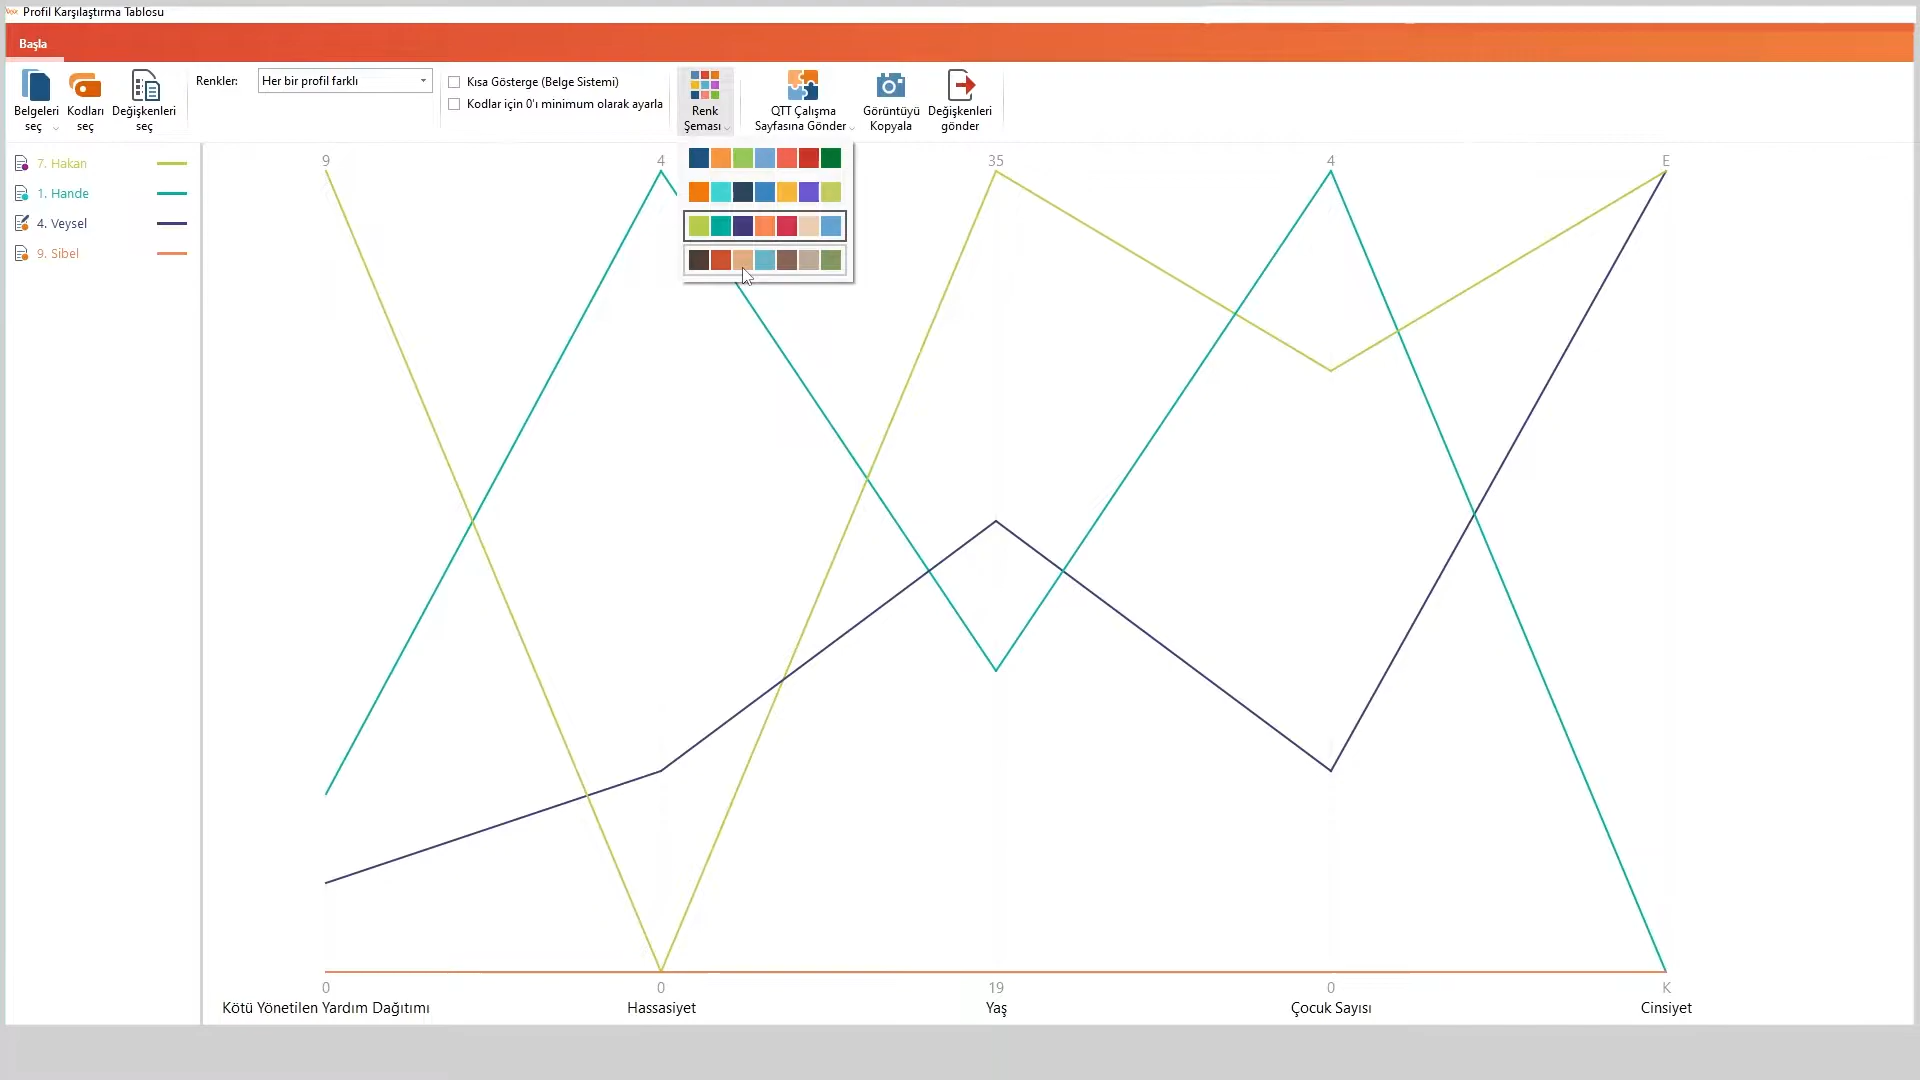 Profil Karşılaştırma Tablosu
Başla
Belgeleri seç
Kodları seç
Değişkenleri seç
Renkler:
Her bir profil farklı
Kısa Gösterge (Belge Sistemi)
Kodlar için 0'ı minimum olarak ayarla
Renk Şeması
QTT Çalışma Sayfasına Gönder
Görüntüyü Kopyala
Değişkenleri gönder
7. Hakan
1. Hande
4. Veysel
9. Sibel
9
4
35
4
E
0
0
19
0
K
Kötü Yönetilen Yardım Dağıtımı
Hassasiyet
Yaş
Çocuk Sayısı
Cinsiyet